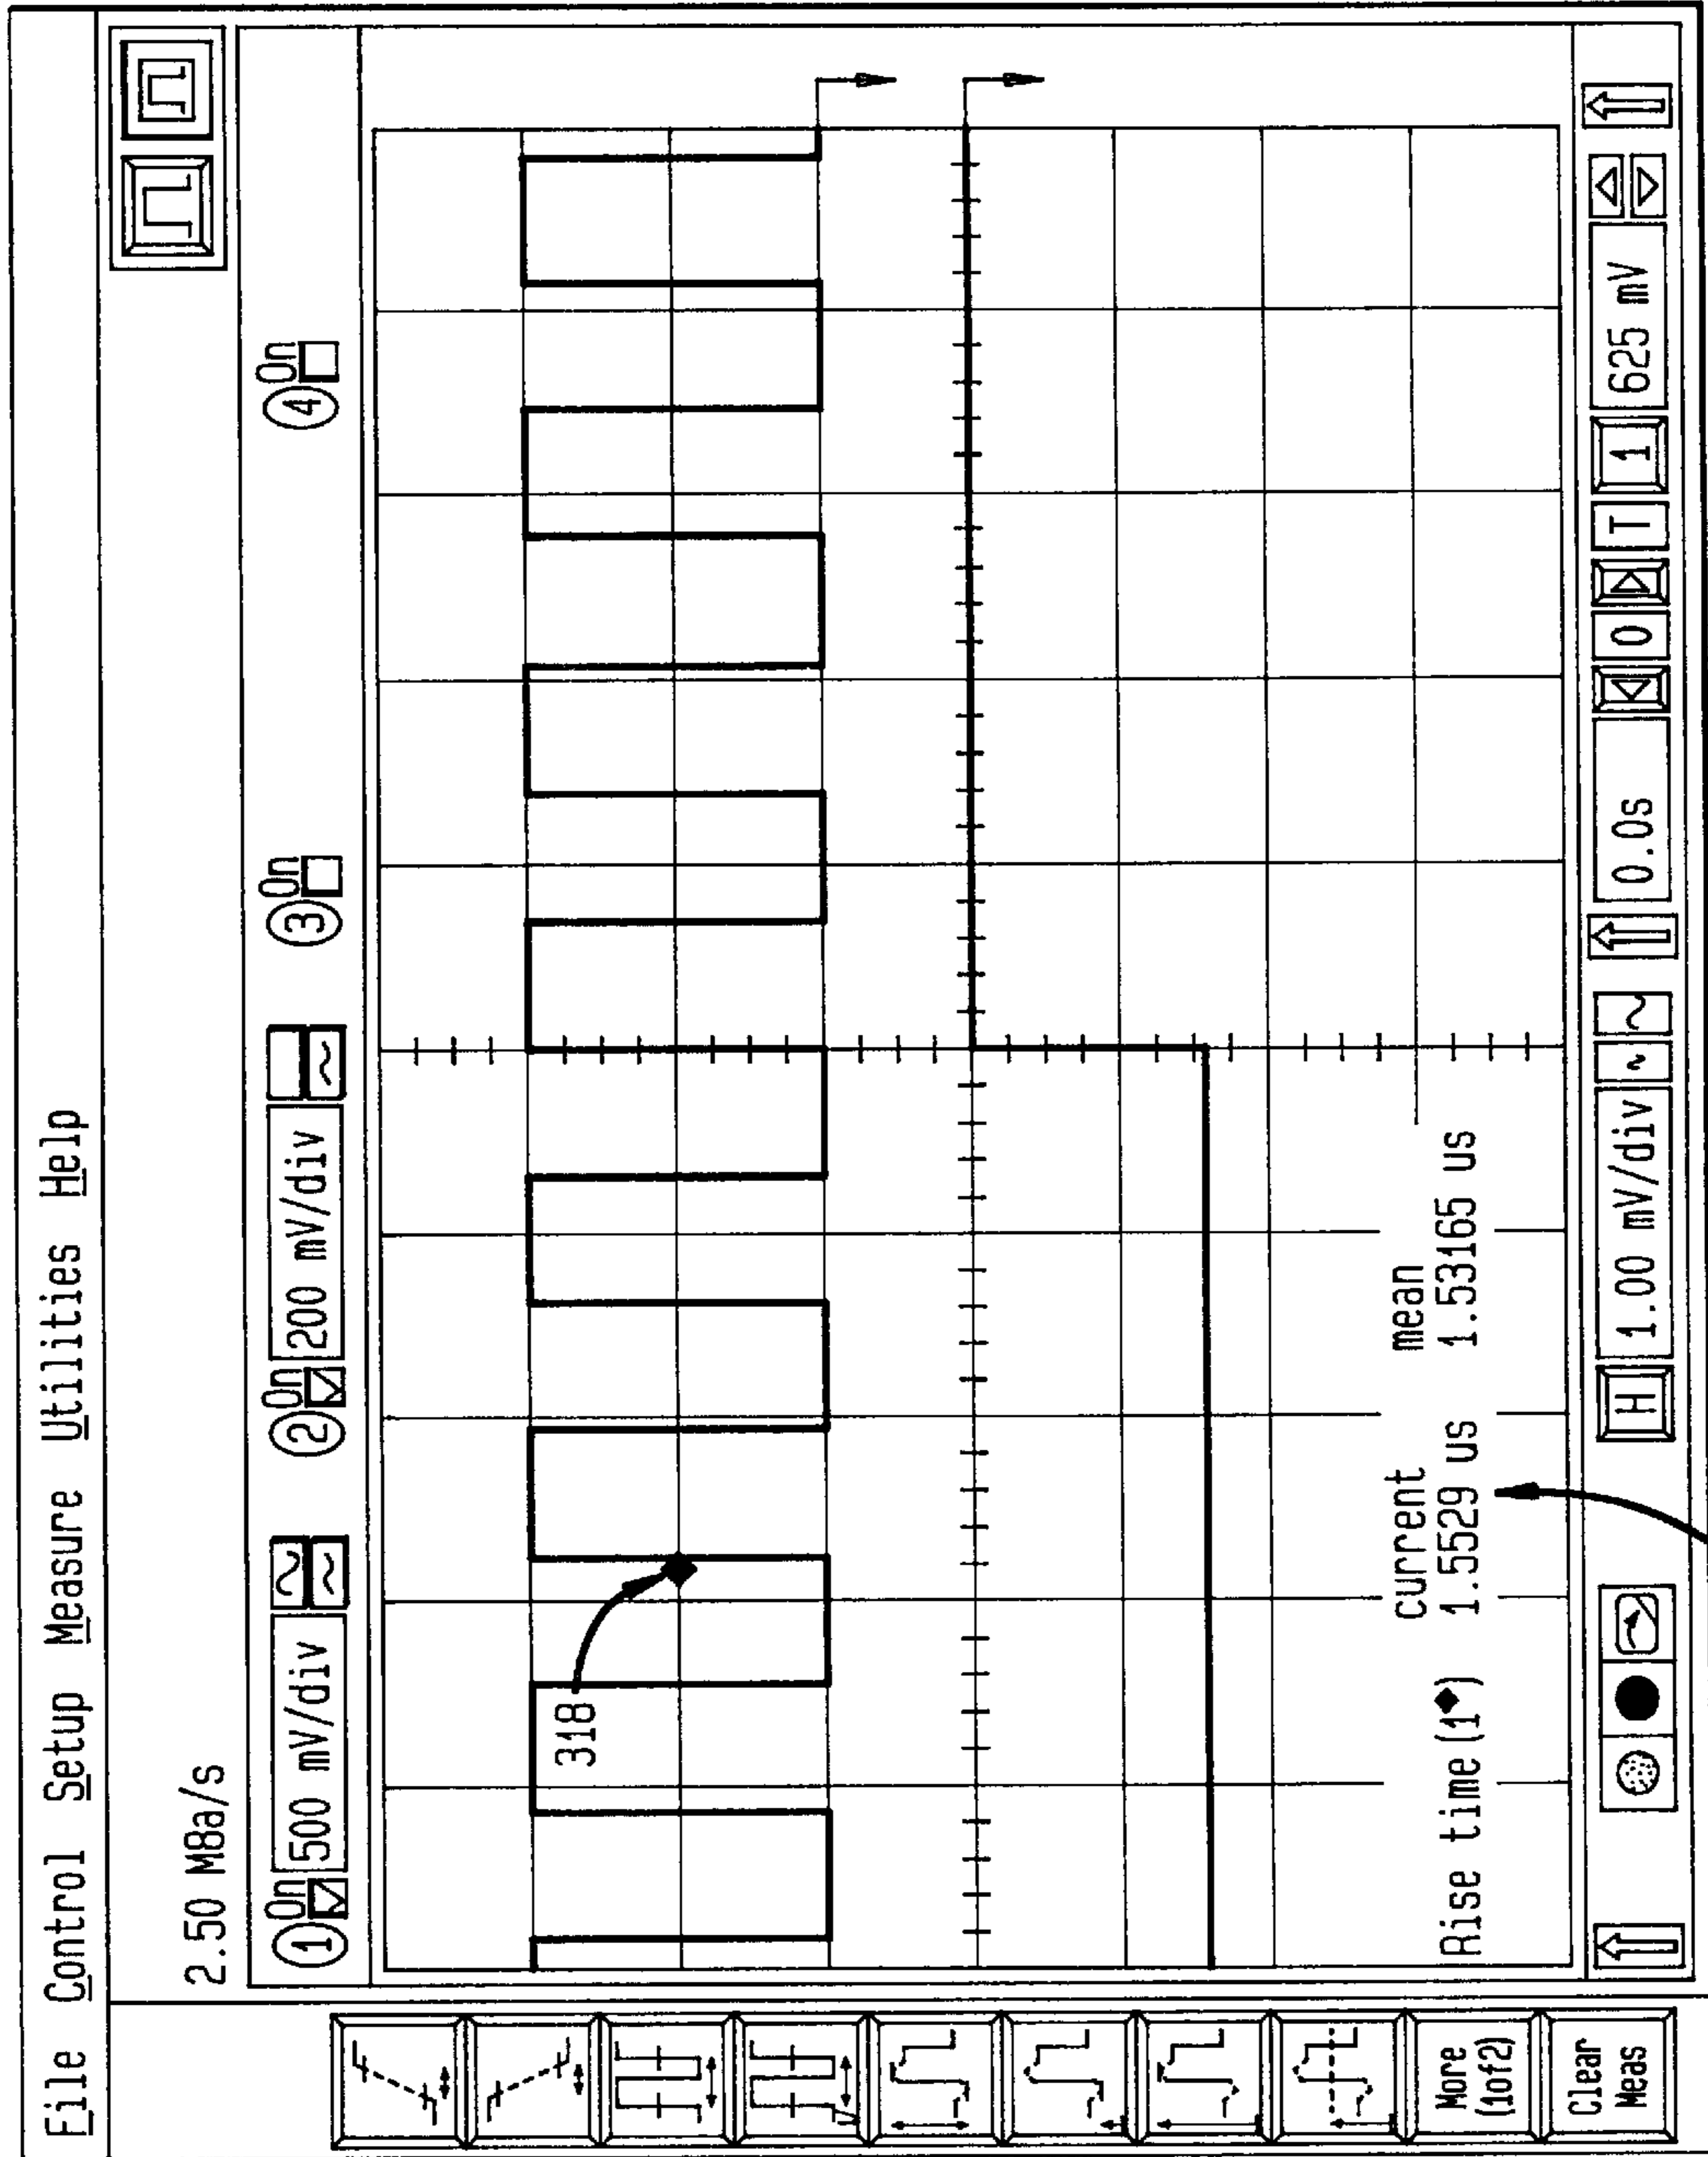 File Control Setup Measure Utilities Help
2.50 MBa/s
1 On 500 mV/div 2 On 200 mV/div 3 On 4 On
318
current mean
Rise time(1◆) 1.5529 us 1.53165 us
H 1.00 mV/div 0.0s 0 T 1 625 mV
More
(1of2)
Clear
Meas